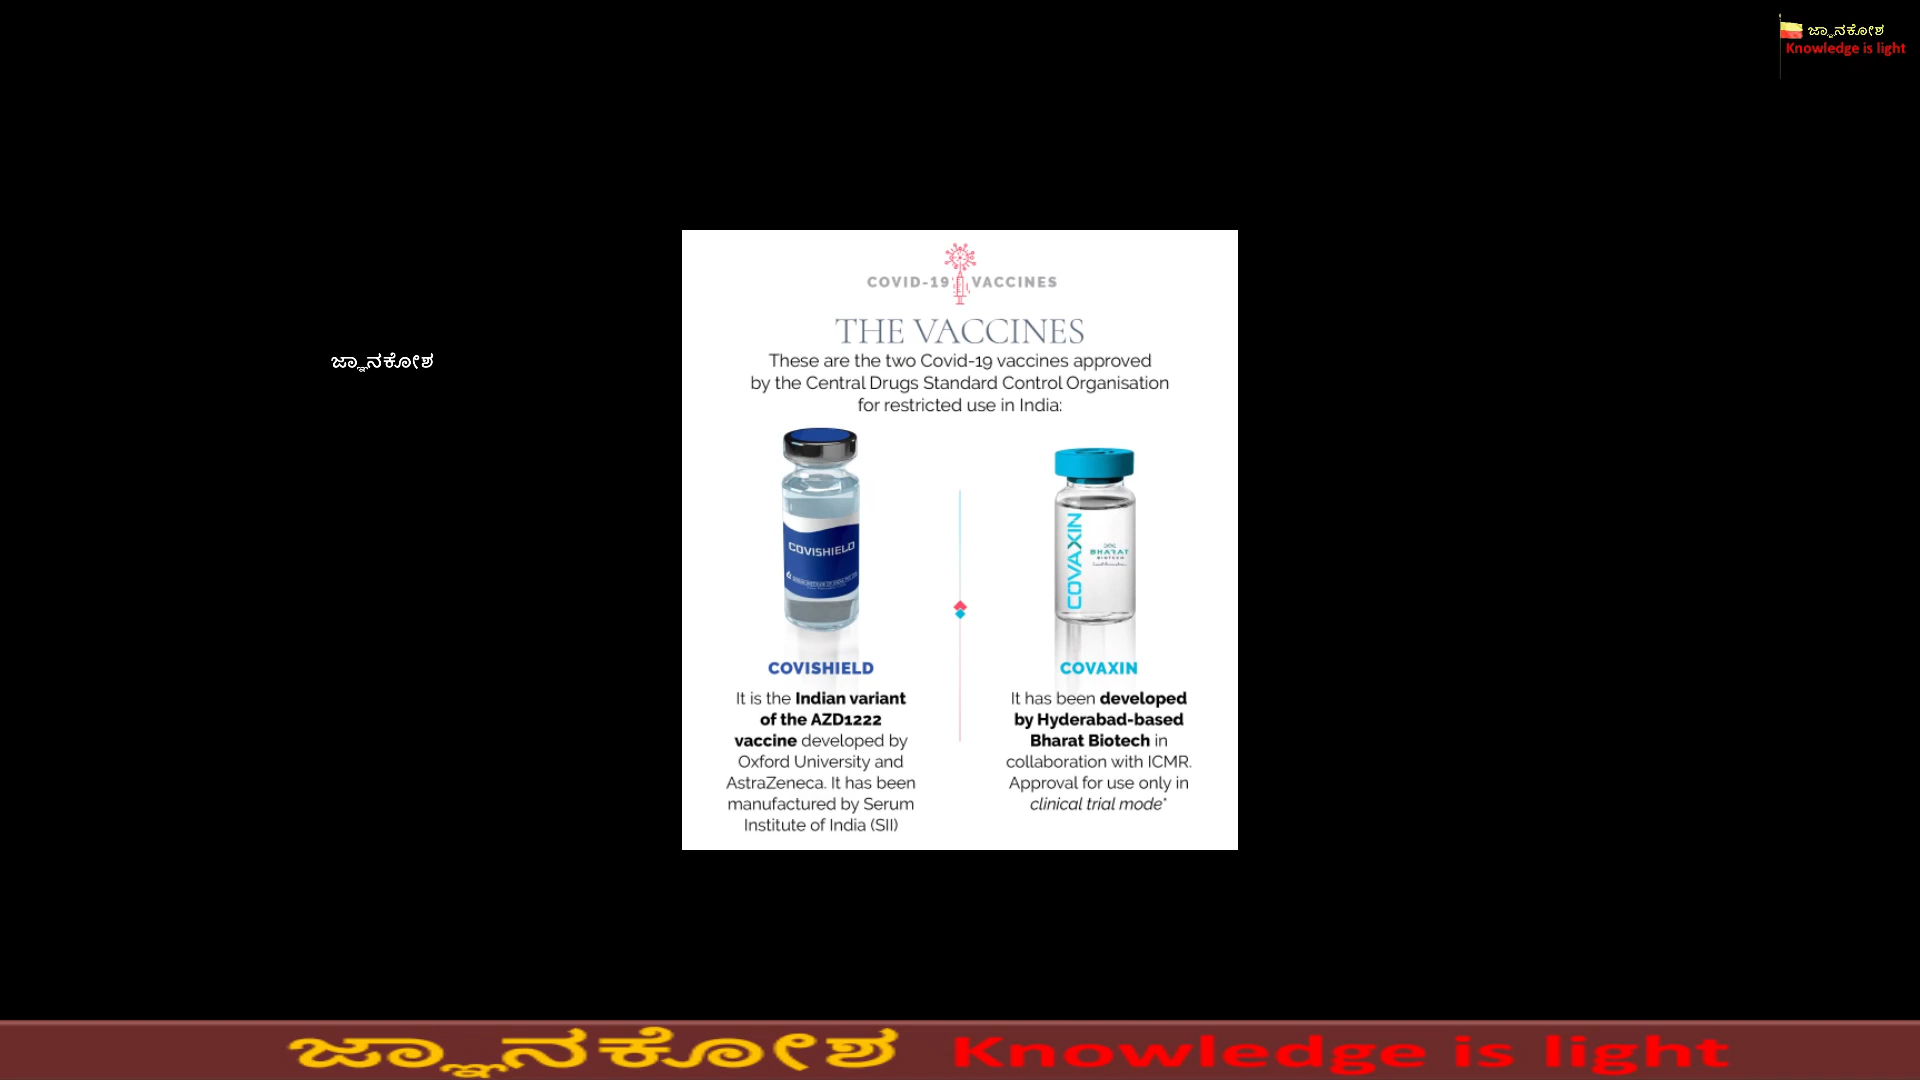 ಜ್ಞಾನಕೋಶ
Knowledge is light
ಜ್ಞಾನಕೋಶ
COVID-19 VACCINES
THE VACCINES
These are the two Covid-19 vaccines approved
by the Central Drugs Standard Control Organisation
for restricted use in India:
COVISHIELD
COVAXIN
BHARAT
BIOTECH
COVISHIELD
It is the Indian variant
of the AZD1222
vaccine developed by
Oxford University and
AstraZeneca. It has been
manufactured by Serum
Institute of India (SII)
COVAXIN
It has been developed
by Hyderabad-based
Bharat Biotech in
collaboration with ICMR.
Approval for use only in
clinical trial mode*
ಜ್ಞಾನಕೋಶ Knowledge is light